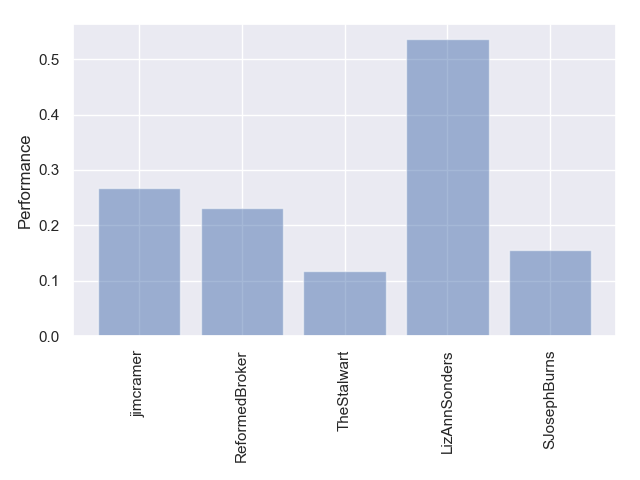 0.5
0.4
0.3
0.2
0.1
0.0
Performance
jimcramer
ReformedBroker
TheStalwart
LizAnnSonders
SJosephBurns